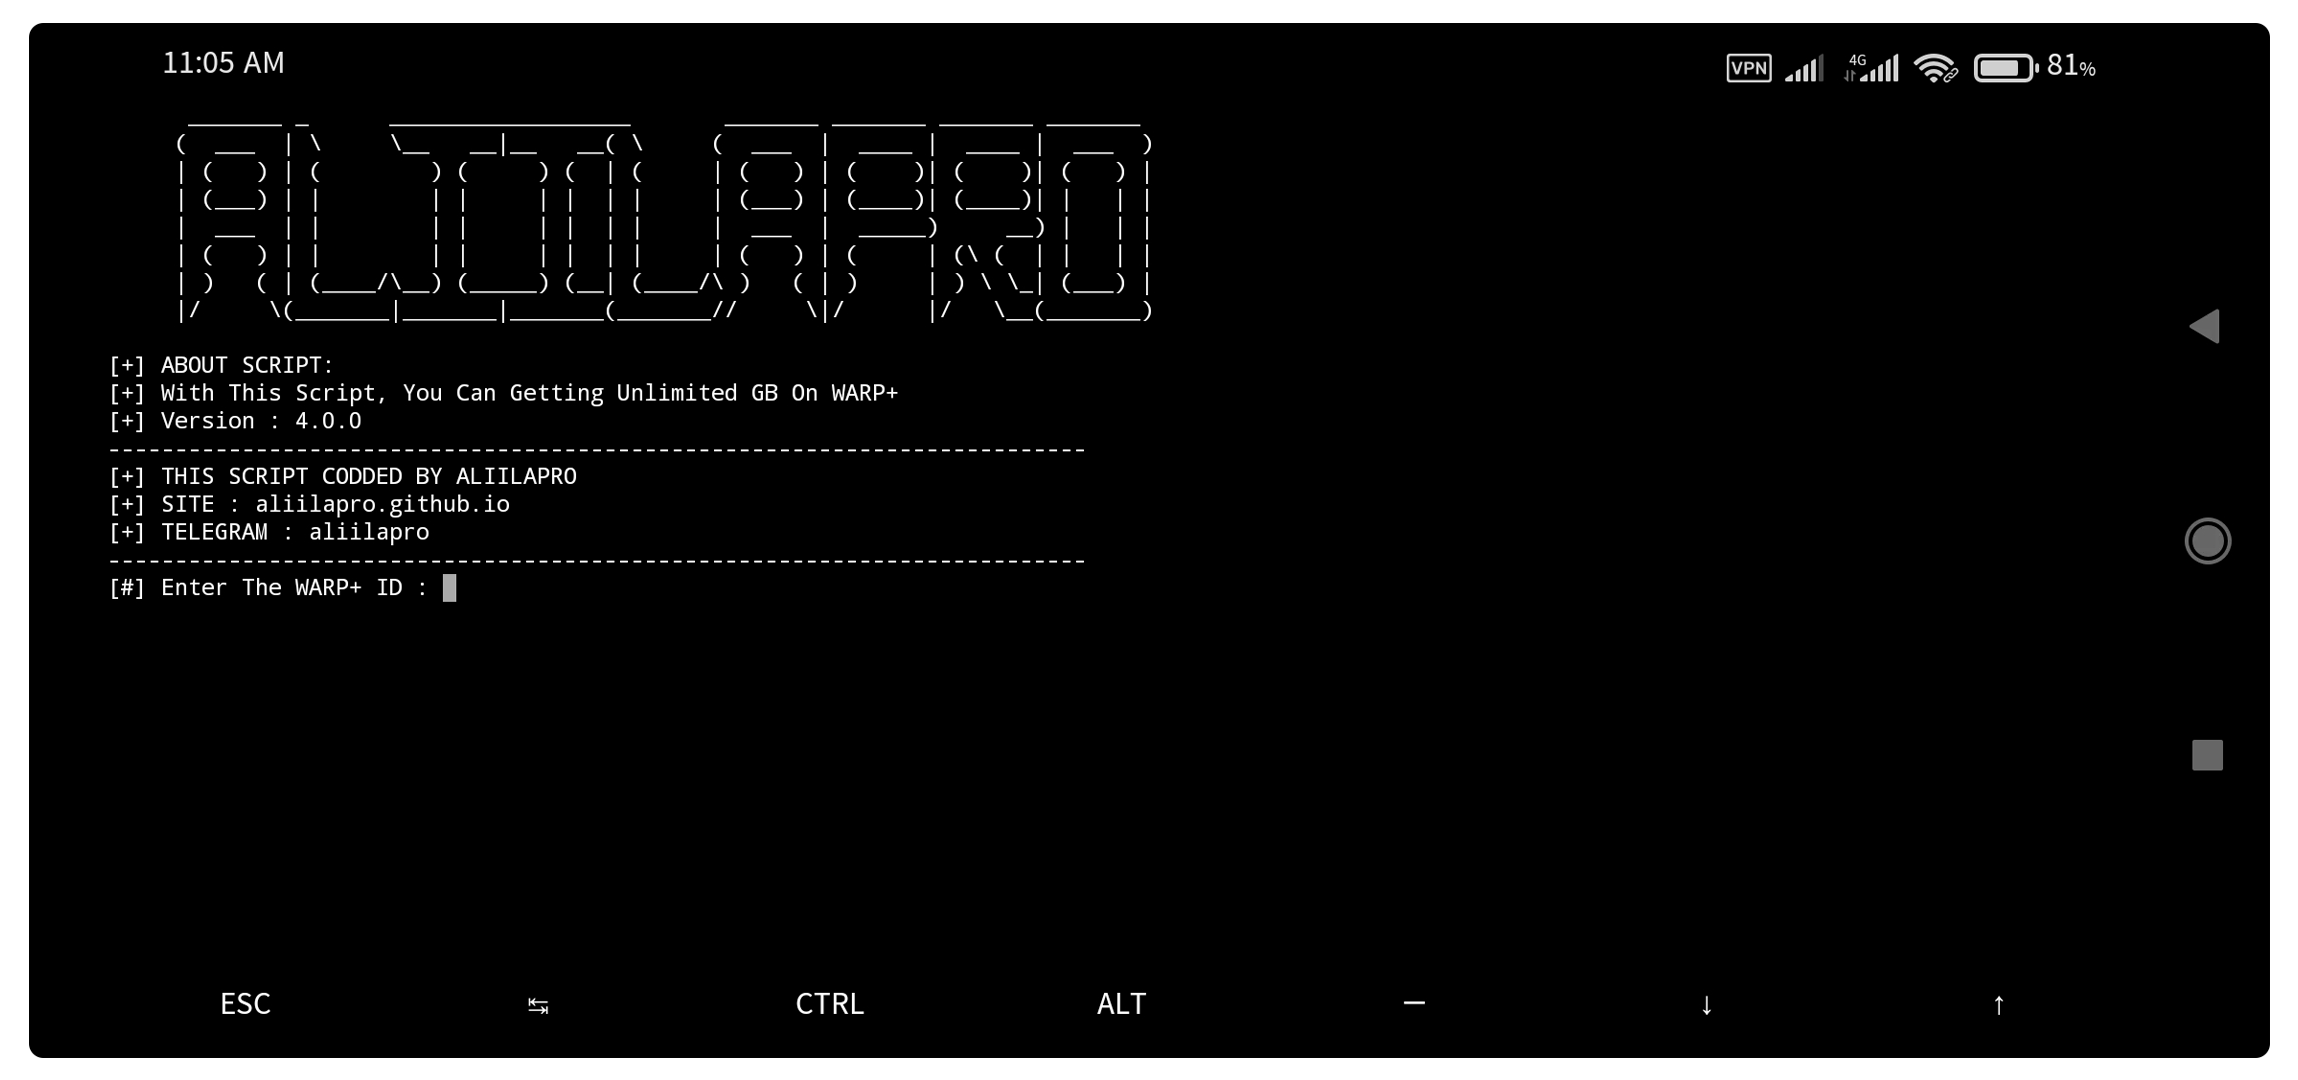 11:05 AM
VPN
4G
81%
ALIILAPRO
[+] ABOUT SCRIPT:
[+] With This Script, You Can Getting Unlimited GB On WARP+
[+] Version : 4.0.0
-------------------------------------------------------------------------
[+] THIS SCRIPT CODDED BY ALIILAPRO
[+] SITE : aliilapro.github.io
[+] TELEGRAM : aliilapro
-------------------------------------------------------------------------
[#] Enter The WARP+ ID :
ESC ↹ CTRL ALT — ↓ ↑